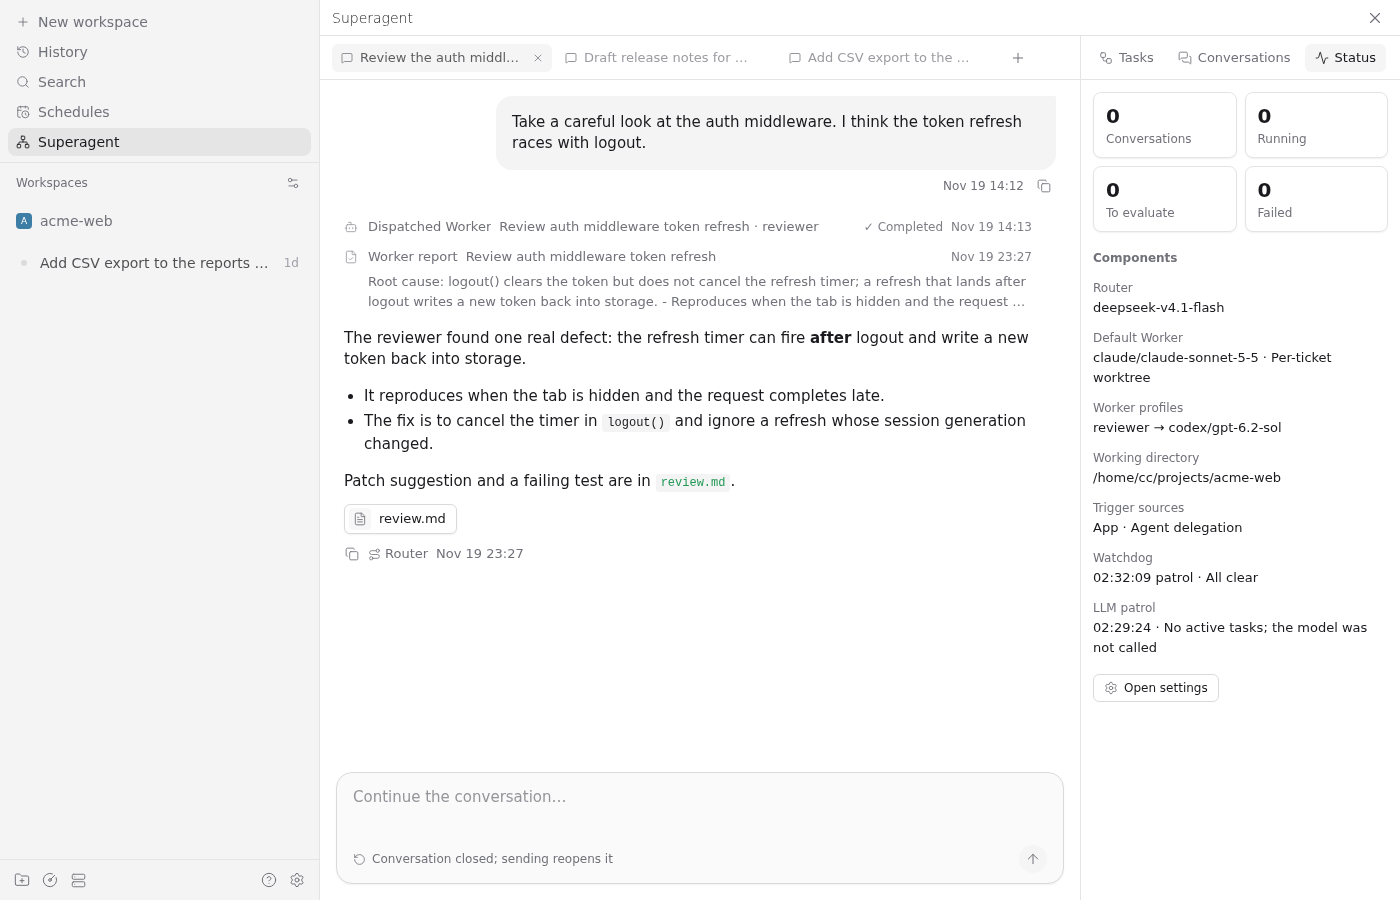 New workspace
History
Search
Schedules
Superagent
Workspaces
A acme-web
Add CSV export to the reports ... 1d
Superagent
Review the auth middl...
Draft release notes for ...
Add CSV export to the ...
Take a careful look at the auth middleware. I think the token refresh
races with logout.
Nov 19 14:12
Dispatched Worker Review auth middleware token refresh · reviewer ✓ Completed Nov 19 14:13
Worker report Review auth middleware token refresh Nov 19 23:27
Root cause: logout() clears the token but does not cancel the refresh timer; a refresh that lands after
logout writes a new token back into storage. - Reproduces when the tab is hidden and the request ...
The reviewer found one real defect: the refresh timer can fire after logout and write a new
token back into storage.
• It reproduces when the tab is hidden and the request completes late.
• The fix is to cancel the timer in logout() and ignore a refresh whose session generation
changed.
Patch suggestion and a failing test are in review.md.
review.md
Router Nov 19 23:27
Continue the conversation...
Conversation closed; sending reopens it
Tasks
Conversations
Status
0
Conversations
0
Running
0
To evaluate
0
Failed
Components
Router
deepseek-v4.1-flash
Default Worker
claude/claude-sonnet-5-5 · Per-ticket
worktree
Worker profiles
reviewer → codex/gpt-6.2-sol
Working directory
/home/cc/projects/acme-web
Trigger sources
App · Agent delegation
Watchdog
02:32:09 patrol · All clear
LLM patrol
02:29:24 · No active tasks; the model was
not called
Open settings